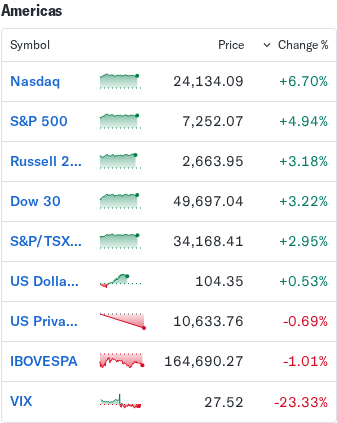 Americas
Symbol Price Change %
Nasdaq 24,134.09 +6.70%
S&P 500 7,252.07 +4.94%
Russell 2... 2,663.95 +3.18%
Dow 30 49,697.04 +3.22%
S&P/TSX... 34,168.41 +2.95%
US Dolla... 104.35 +0.53%
US Priva... 10,633.76 -0.69%
IBOVESPA 164,690.27 -1.01%
VIX 27.52 -23.33%